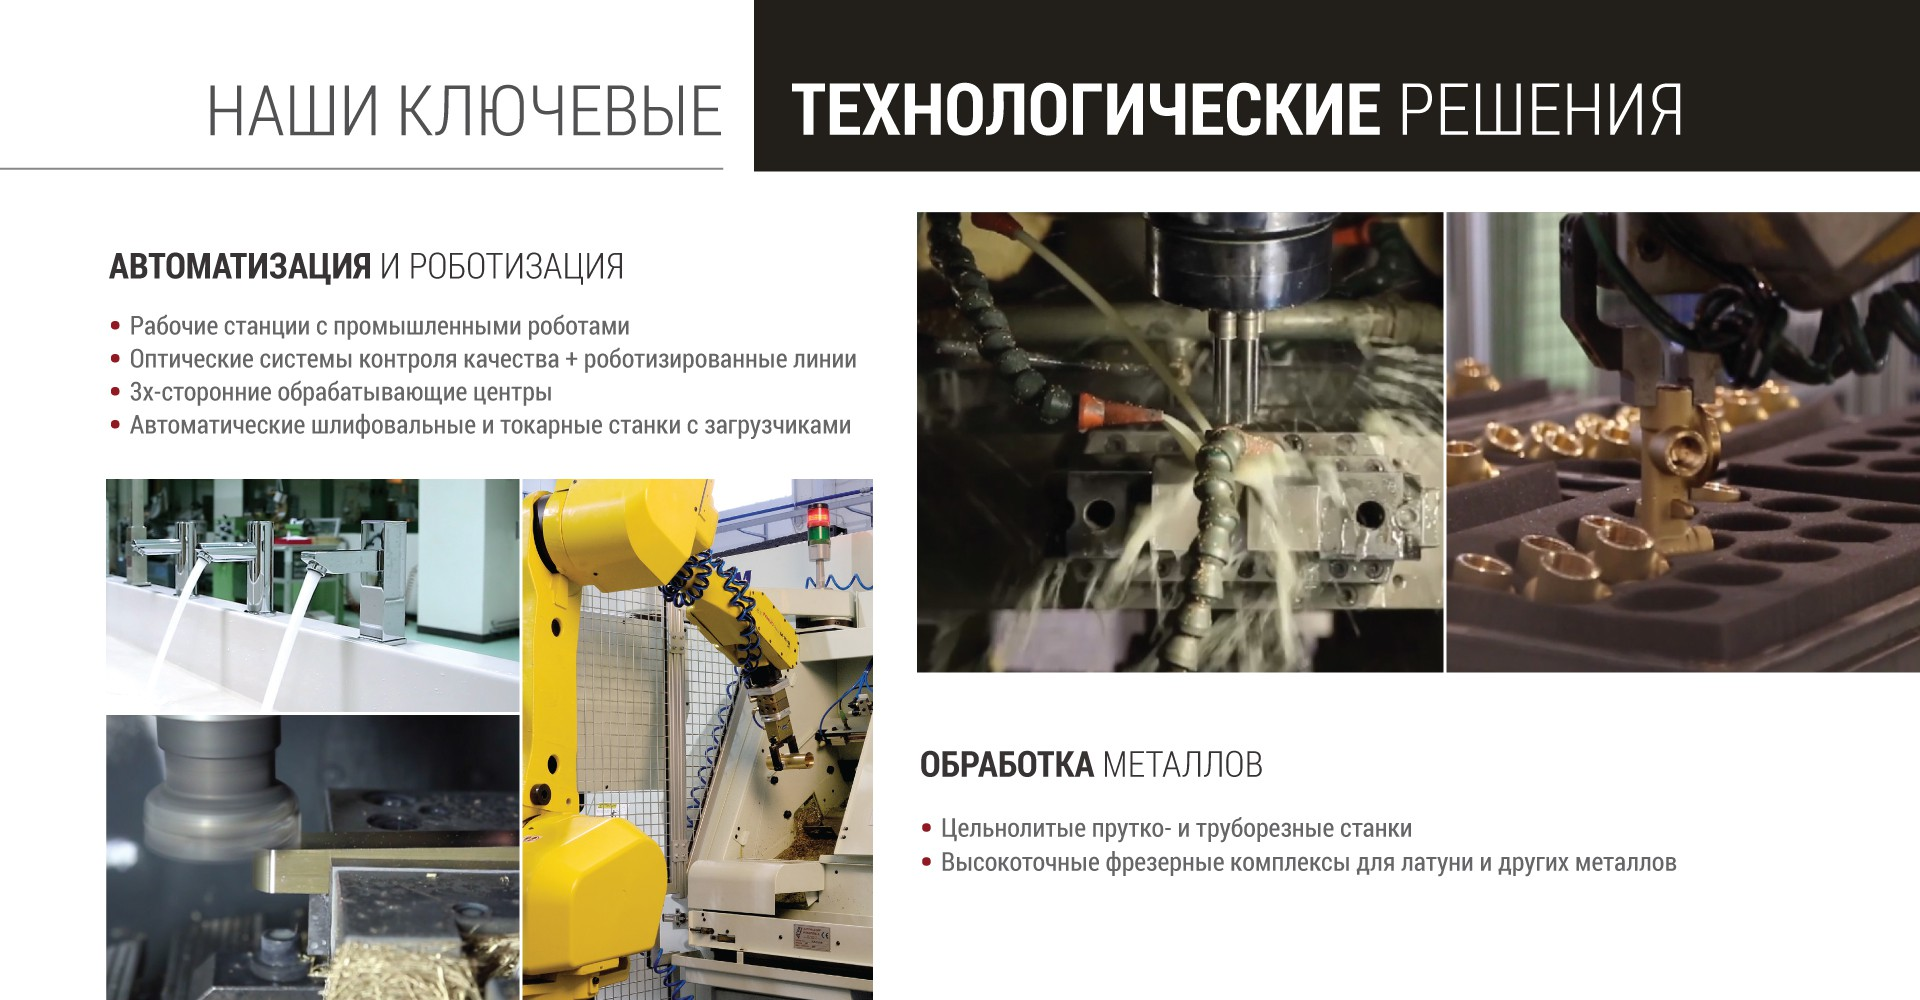 НАШИ КЛЮЧЕВЫЕ ТЕХНОЛОГИЧЕСКИЕ РЕШЕНИЯ
АВТОМАТИЗАЦИЯ И РОБОТИЗАЦИЯ
• Рабочие станции с промышленными роботами
• Оптические системы контроля качества + роботизированные линии
• 3х-сторонние обрабатывающие центры
• Автоматические шлифовальные и токарные станки с загрузчиками
ОБРАБОТКА МЕТАЛЛОВ
• Цельнолитые прутко- и труборезные станки
• Высокоточные фрезерные комплексы для латуни и других металлов